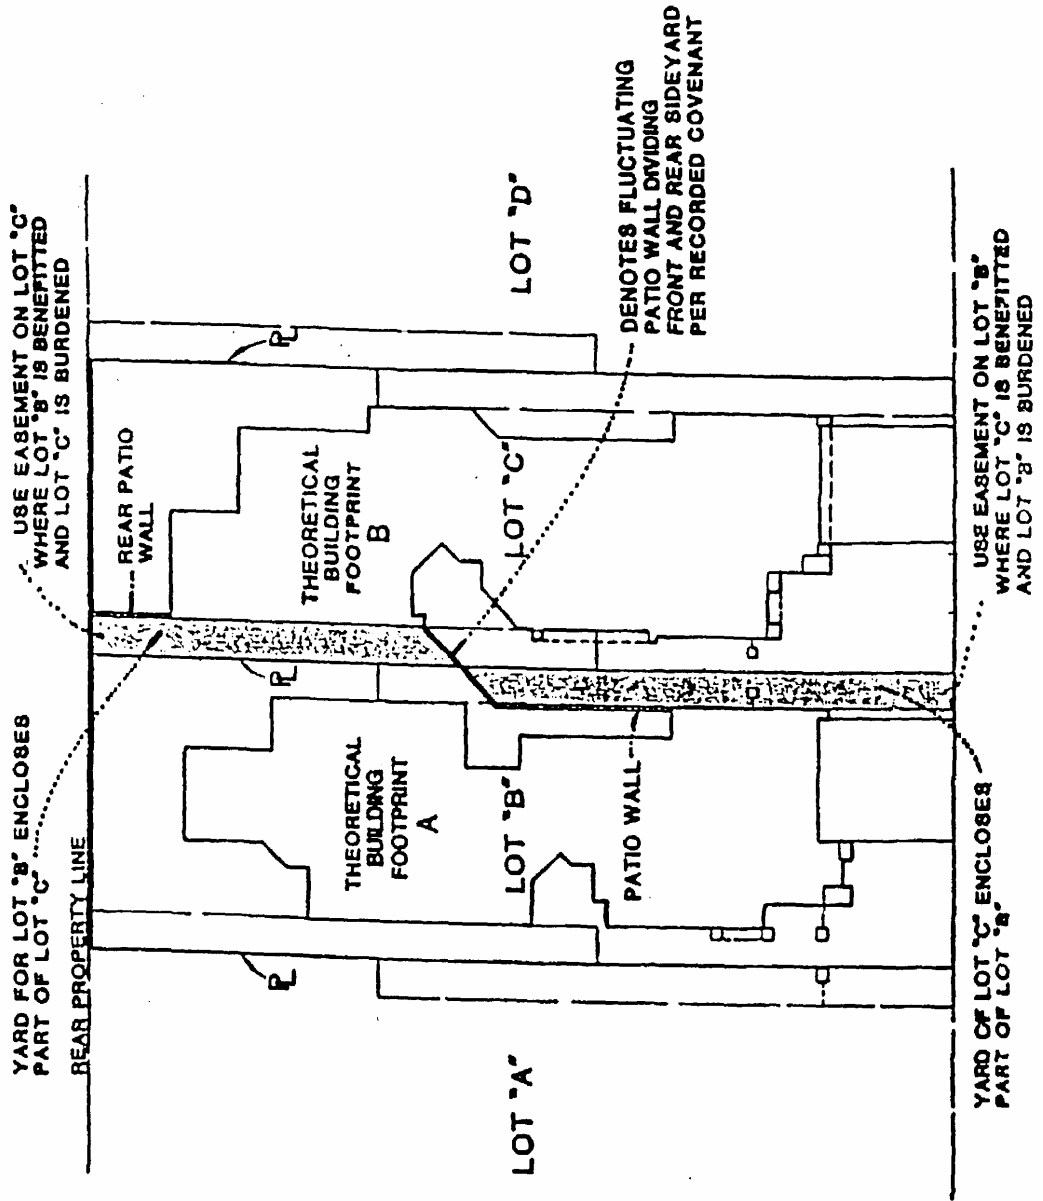 USE EASEMENT ON LOT "C"
WHERE LOT "B" IS BENEFITTED
AND LOT "C" IS BURDENED
YARD FOR LOT "B" ENCLOSES
PART OF LOT "C"
REAR PROPERTY LINE
REAR PATIO
WALL
THEORETICAL
BUILDING
FOOTPRINT
A
THEORETICAL
BUILDING
FOOTPRINT
B
PL
PL
PL
LOT "A"
LOT "B"
LOT "C"
LOT "D"
DENOTES FLUCTUATING
PATIO WALL DIVIDING
FRONT AND REAR SIDEYARD
PER RECORDED COVENANT
PATIO WALL
YARD OF LOT "C" ENCLOSES
PART OF LOT "B"
USE EASEMENT ON LOT "B"
WHERE LOT "C" IS BENEFITTED
AND LOT "B" IS BURDENED